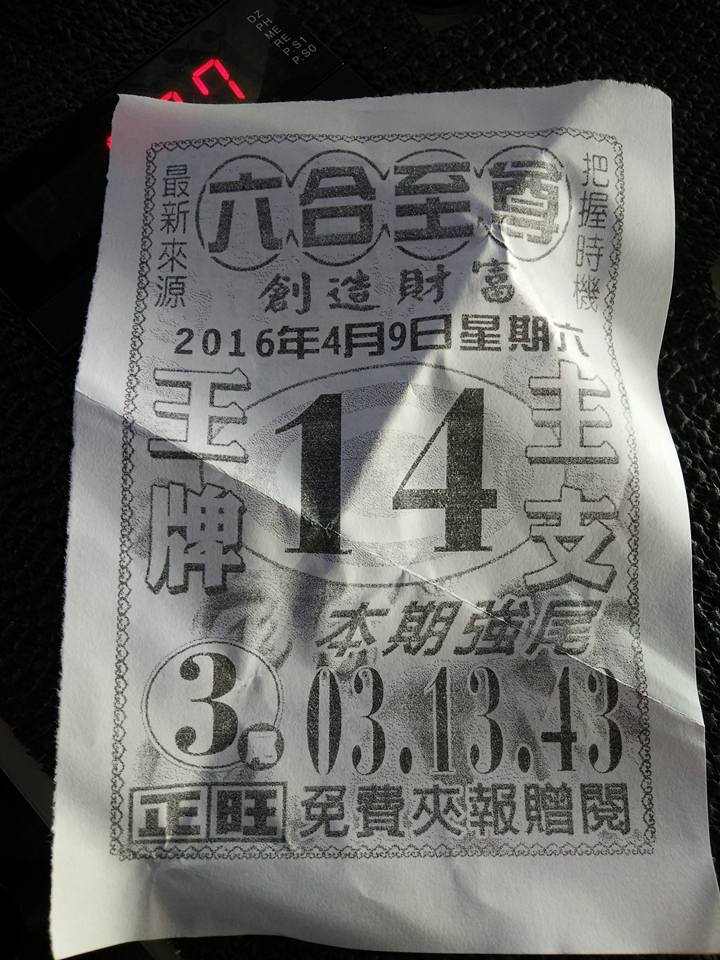 最新來源
六合至尊
把握時機
創造財富
2016年4月9日星期六
王牌
14
主支
本期強尾
3尾
03.13.43
正旺 免費夾報贈閱